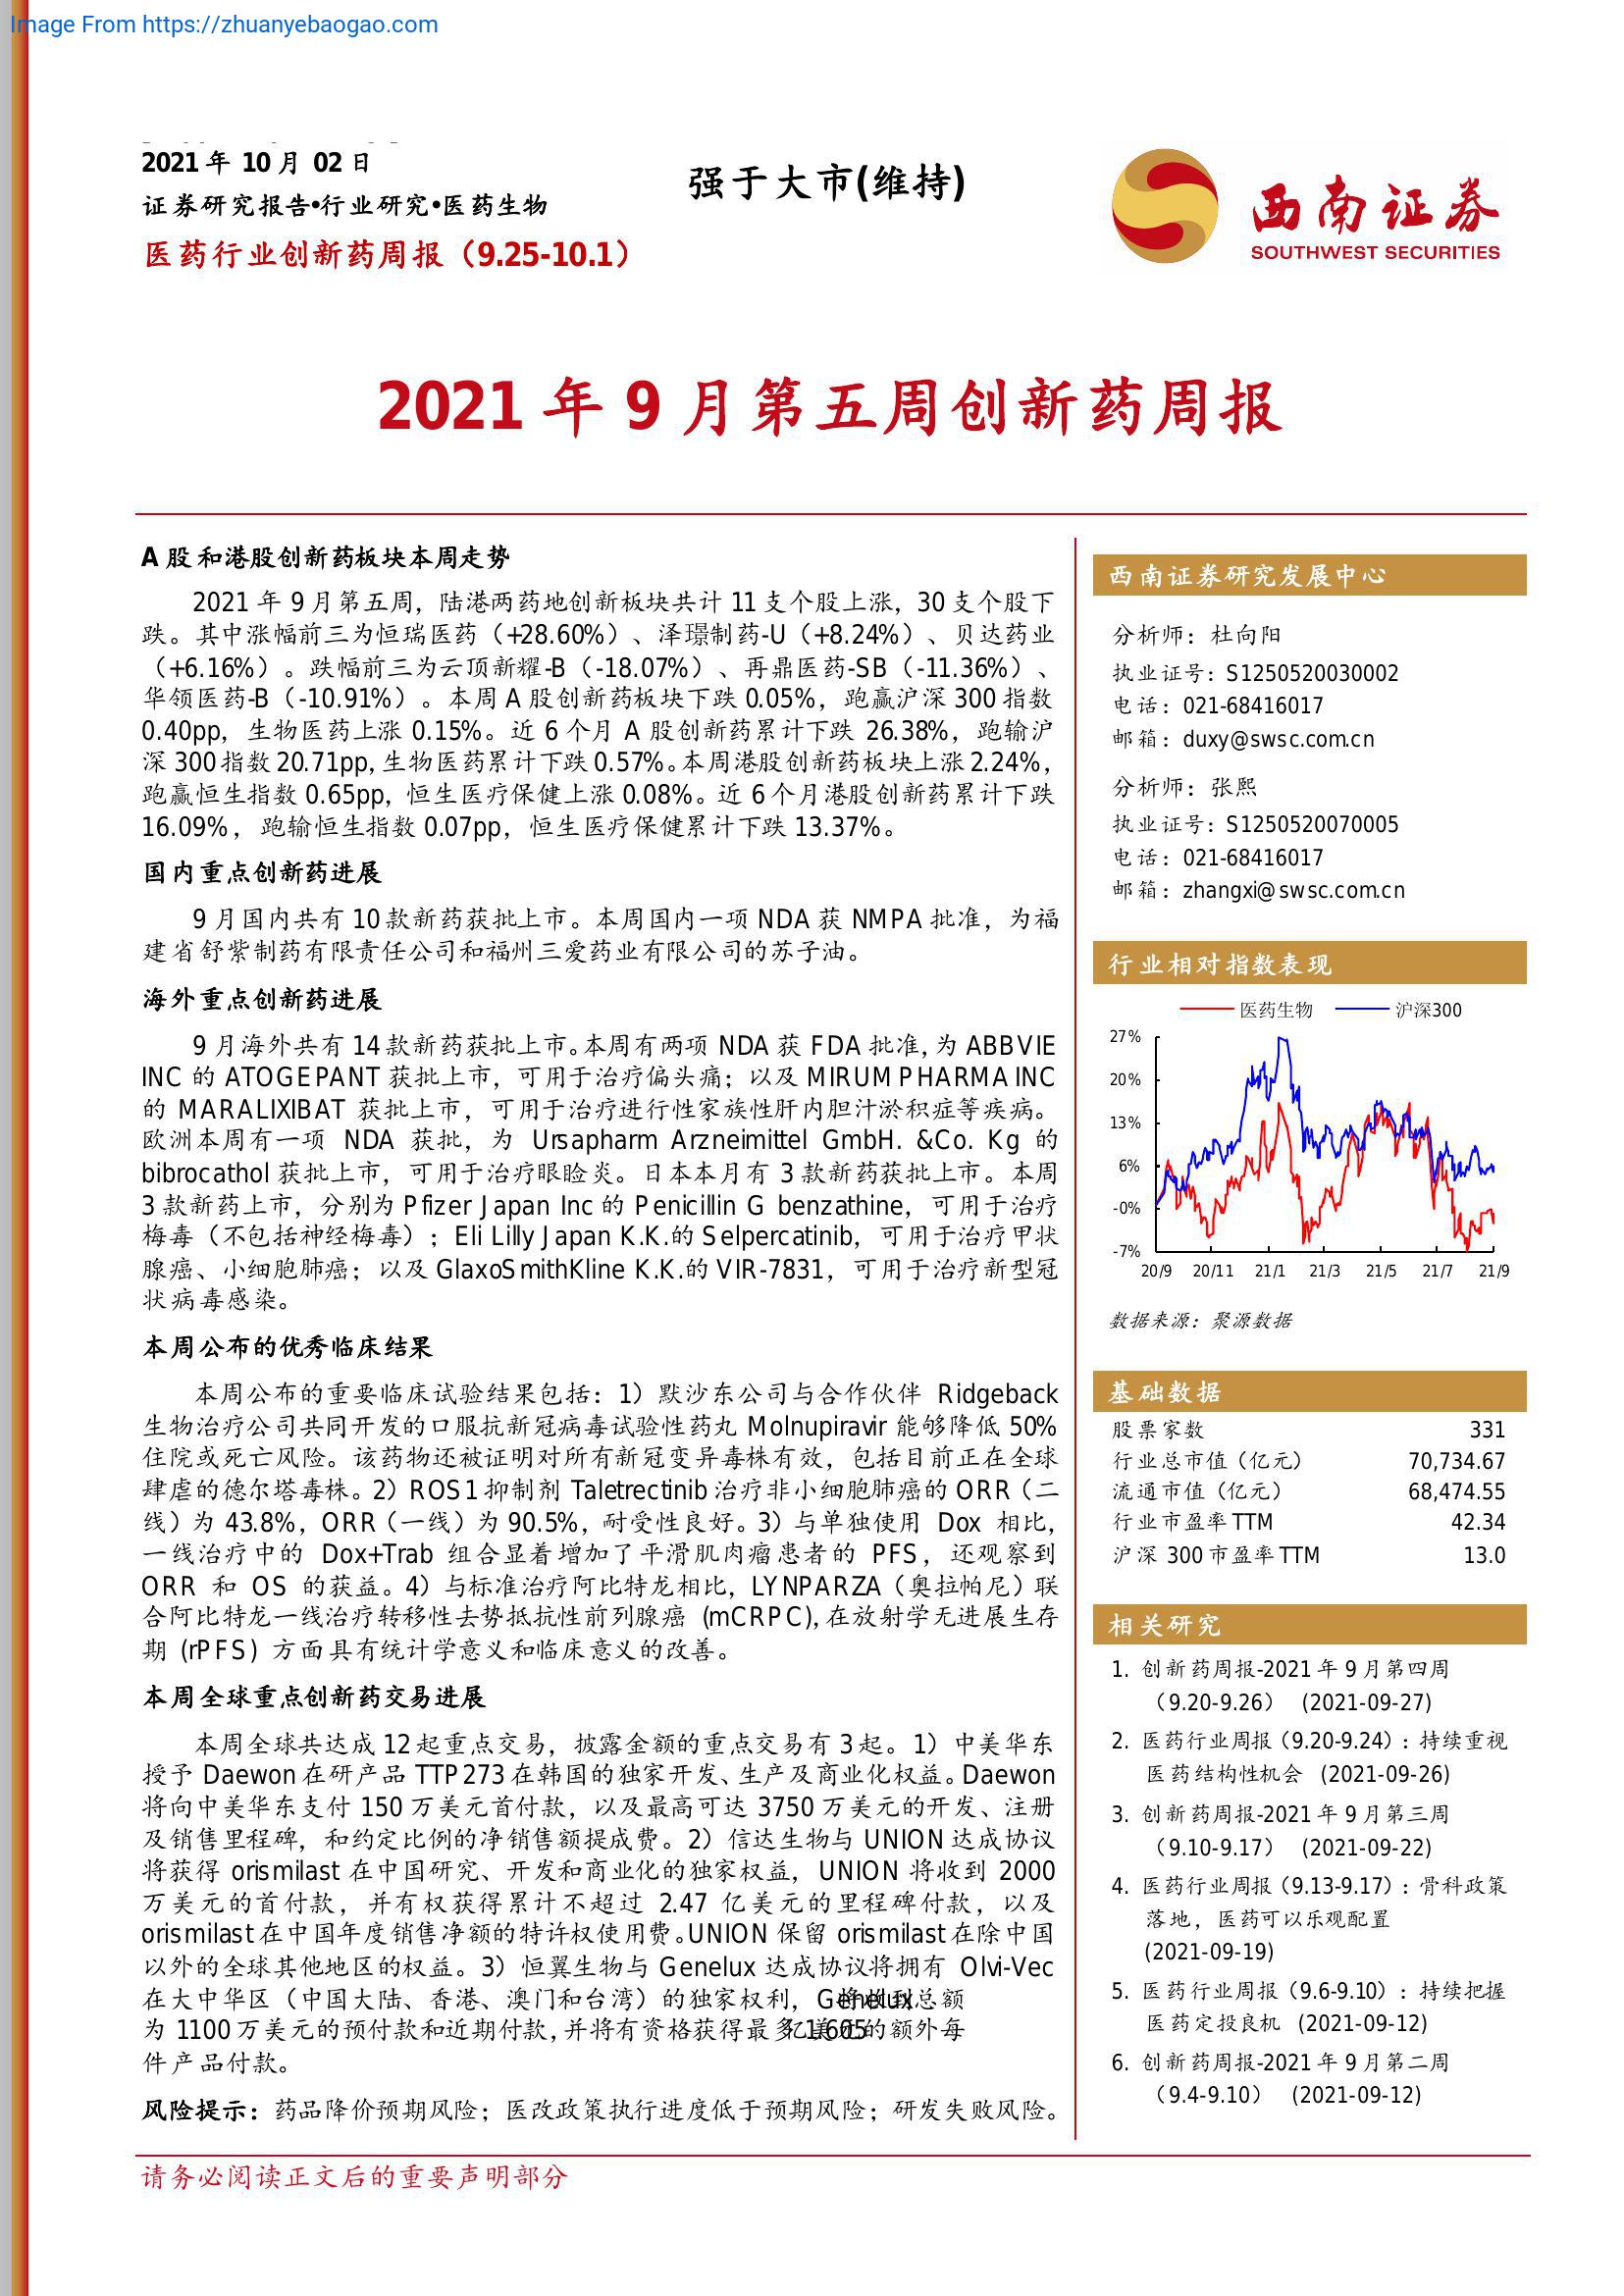 Image From https://zhuanyebaogao.com
2021 年 10 月 02 日
证券研究报告•行业研究•医药生物
医药行业创新药周报（9.25-10.1）
强于大市(维持)
西南证券
SOUTHWEST SECURITIES
2021 年 9 月第五周创新药周报
A 股和港股创新药板块本周走势
2021 年 9 月第五周，陆港两药地创新板块共计 11 支个股上涨，30 支个股下
跌。其中涨幅前三为恒瑞医药（+28.60%）、泽璟制药-U（+8.24%）、贝达药业
（+6.16%）。跌幅前三为云顶新耀-B（-18.07%）、再鼎医药-SB（-11.36%）、
华领医药-B（-10.91%）。本周 A 股创新药板块下跌 0.05%，跑赢沪深 300 指数
0.40pp，生物医药上涨 0.15%。近 6 个月 A 股创新药累计下跌 26.38%，跑输沪
深 300 指数 20.71pp，生物医药累计下跌 0.57%。本周港股创新药板块上涨 2.24%，
跑赢恒生指数 0.65pp，恒生医疗保健上涨 0.08%。近 6 个月港股创新药累计下跌
16.09%，跑输恒生指数 0.07pp，恒生医疗保健累计下跌 13.37%。
国内重点创新药进展
9 月国内共有 10 款新药获批上市。本周国内一项 NDA 获 NMPA 批准，为福
建省舒紫制药有限责任公司和福州三爱药业有限公司的苏子油。
海外重点创新药进展
9 月海外共有 14 款新药获批上市。本周有两项 NDA 获 FDA 批准，为 ABBVIE
INC 的 ATOGEPANT 获批上市，可用于治疗偏头痛；以及 MIRUM PHARMA INC
的 MARALIXIBAT 获批上市，可用于治疗进行性家族性肝内胆汁淤积症等疾病。
欧洲本周有一项 NDA 获批，为 Ursapharm Arzneimittel GmbH. &Co. Kg 的
bibrocathol 获批上市，可用于治疗眼睑炎。日本本月有 3 款新药获批上市。本周
3 款新药上市，分别为 Pfizer Japan Inc 的 Penicillin G benzathine，可用于治疗
梅毒（不包括神经梅毒）；Eli Lilly Japan K.K.的 Selpercatinib，可用于治疗甲状
腺癌、小细胞肺癌；以及 GlaxoSmithKline K.K.的 VIR-7831，可用于治疗新型冠
状病毒感染。
本周公布的优秀临床结果
本周公布的重要临床试验结果包括：1）默沙东公司与合作伙伴 Ridgeback
生物治疗公司共同开发的口服抗新冠病毒试验性药丸 Molnupiravir 能够降低 50%
住院或死亡风险。该药物还被证明对所有新冠变异毒株有效，包括目前正在全球
肆虐的德尔塔毒株。2）ROS1 抑制剂 Taletrectinib 治疗非小细胞肺癌的 ORR（二
线）为 43.8%，ORR（一线）为 90.5%，耐受性良好。3）与单独使用 Dox 相比，
一线治疗中的 Dox+Trab 组合显着增加了平滑肌肉瘤患者的 PFS，还观察到
ORR 和 OS 的获益。4）与标准治疗阿比特龙相比，LYNPARZA（奥拉帕尼）联
合阿比特龙一线治疗转移性去势抵抗性前列腺癌 (mCRPC)，在放射学无进展生存
期 (rPFS) 方面具有统计学意义和临床意义的改善。
本周全球重点创新药交易进展
本周全球共达成 12 起重点交易，披露金额的重点交易有 3 起。1）中美华东
授予 Daewon 在研产品 TTP273 在韩国的独家开发、生产及商业化权益。Daewon
将向中美华东支付 150 万美元首付款，以及最高可达 3750 万美元的开发、注册
及销售里程碑，和约定比例的净销售额提成费。2）信达生物与 UNION 达成协议
将获得 orismilast 在中国研究、开发和商业化的独家权益，UNION 将收到 2000
万美元的首付款，并有权获得累计不超过 2.47 亿美元的里程碑付款，以及
orismilast 在中国年度销售净额的特许权使用费。UNION 保留 orismilast 在除中国
以外的全球其他地区的权益。3）恒翼生物与 Genelux 达成协议将拥有 Olvi-Vec
在大中华区（中国大陆、香港、澳门和台湾）的独家权利，Genelux 将收到总额
为 1100 万美元的预付款和近期付款，并将有资格获得最多 1.605 亿美元的额外每
件产品付款。
风险提示：药品降价预期风险；医改政策执行进度低于预期风险；研发失败风险。
西南证券研究发展中心
分析师：杜向阳
执业证号：S1250520030002
电话：021-68416017
邮箱：duxy@swsc.com.cn
分析师：张熙
执业证号：S1250520070005
电话：021-68416017
邮箱：zhangxi@swsc.com.cn
行业相对指数表现
医药生物 沪深300
27%
20%
13%
6%
-0%
-7%
20/9 20/11 21/1 21/3 21/5 21/7 21/9
数据来源：聚源数据
基础数据
股票家数 331
行业总市值（亿元） 70,734.67
流通市值（亿元） 68,474.55
行业市盈率 TTM 42.34
沪深 300 市盈率 TTM 13.0
相关研究
1. 创新药周报-2021 年 9 月第四周
（9.20-9.26） (2021-09-27)
2. 医药行业周报（9.20-9.24）：持续重视
医药结构性机会 (2021-09-26)
3. 创新药周报-2021 年 9 月第三周
（9.10-9.17） (2021-09-22)
4. 医药行业周报（9.13-9.17）：骨科政策
落地，医药可以乐观配置
(2021-09-19)
5. 医药行业周报（9.6-9.10）：持续把握
医药定投良机 (2021-09-12)
6. 创新药周报-2021 年 9 月第二周
（9.4-9.10） (2021-09-12)
请务必阅读正文后的重要声明部分